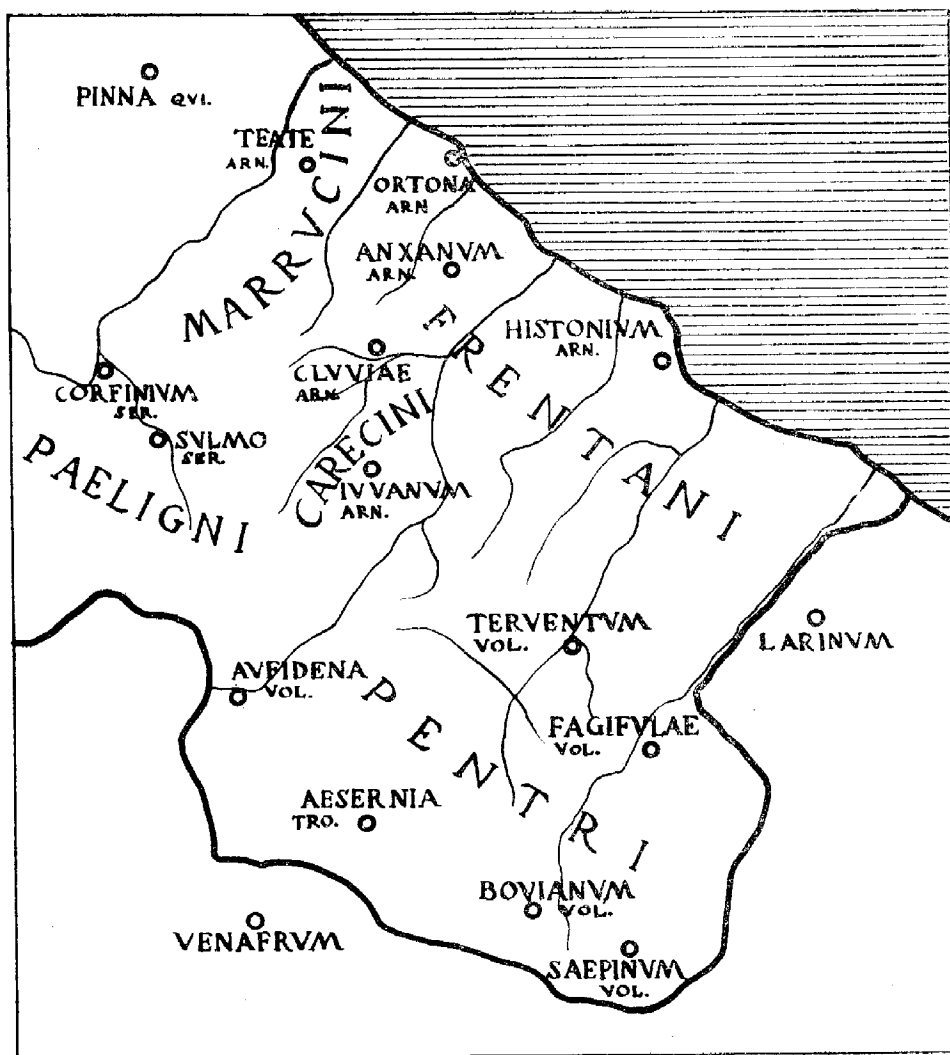 PINNA QVI.
TEATE
ARN.
MARRVCINI
ORTONA
ARN
ANXANVM
ARN.
FRENTANI
HISTONIVM
ARN.
CLVVIAE
ARN.
CORFINIVM
SER.
SVLMO
SER.
PAELIGNI
CARECINI
IVVANVM
ARN.
TERVENTVM
VOL.
LARINVM
AVFIDENA
VOL.
PENTRI
FAGIFVLAE
VOL.
AESERNIA
TRO.
BOVIANVM
VOL.
VENAFRVM
SAEPINVM
VOL.